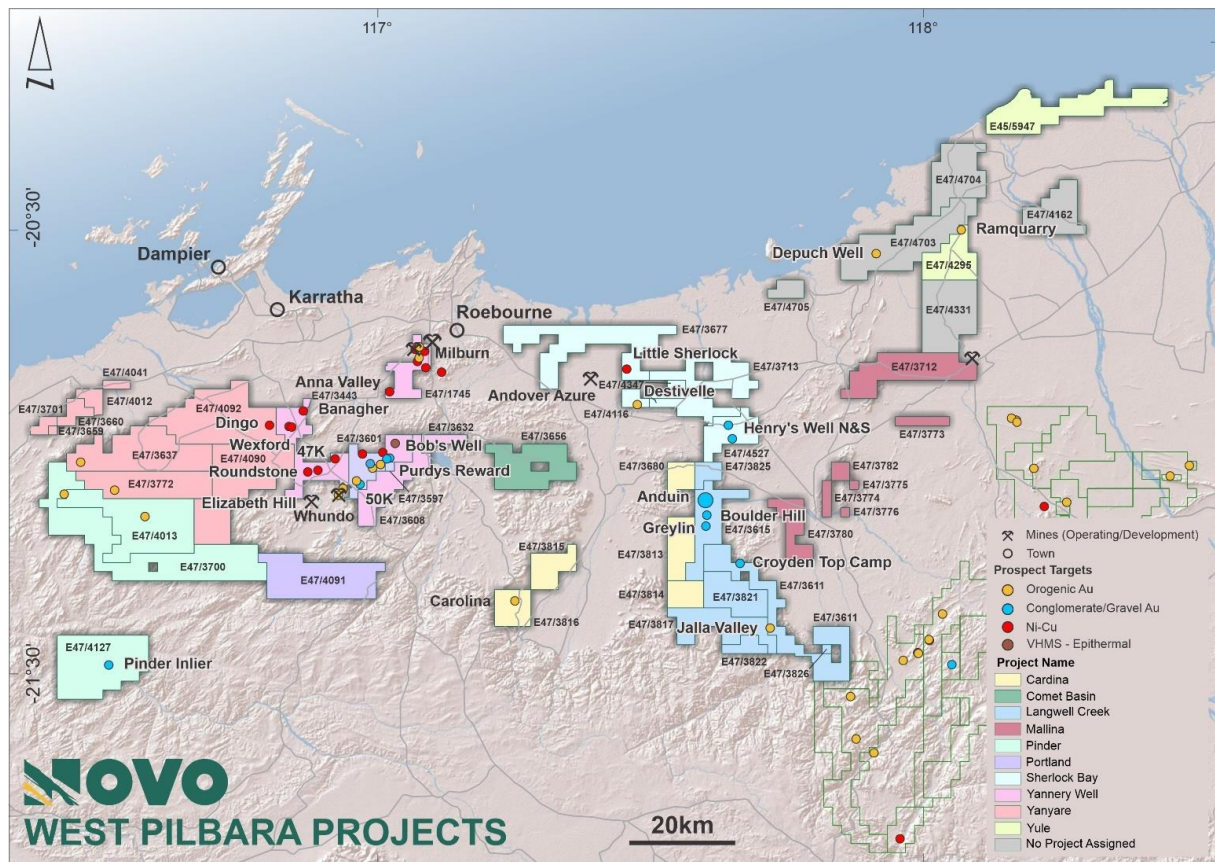 117°
118°
Z
-20°30'
-21°30'
E45/5947
E47/4704
E47/4162
Ramquarry
E47/4703
Depuch Well
E47/4295
E47/4705
E47/4331
Dampier
Karratha
Roebourne
Milburn
E47/3677
Little Sherlock
E47/3713
E47/3712
E47/4041
E47/4012
E47/3701
E47/3660
E47/3659
E47/4092
Anna Valley
E47/3443
E47/1745
Banagher
Andover Azure
E47/4347
Destivelle
E47/4116
Dingo
Wexford
E47/3637
E47/4090
47K
E47/3601
E47/3632
Bob's Well
E47/3656
Henry's Well N&S
E47/4527
E47/3773
Roundstone
Purdys Reward
E47/3680
E47/3825
E47/3782
E47/3775
E47/3774
E47/3776
E47/3772
Elizabeth Hill
50K
E47/3597
Whundo
E47/3608
Anduin
Boulder Hill
Greylin
E47/3615
E47/3780
E47/4013
E47/3700
E47/4091
E47/3815
E47/3813
Croyden Top Camp
E47/3611
E47/3814
E47/3821
Carolina
E47/3816
E47/3817
Jalla Valley
E47/3611
E47/3822
E47/3826
E47/4127
Pinder Inlier
Mines (Operating/Development)
Town
Prospect Targets
Orogenic Au
Conglomerate/Gravel Au
Ni-Cu
VHMS - Epithermal
Project Name
Cardina
Comet Basin
Langwell Creek
Mallina
Pinder
Portland
Sherlock Bay
Yannery Well
Yanyare
Yule
No Project Assigned
NOVO
WEST PILBARA PROJECTS
20km